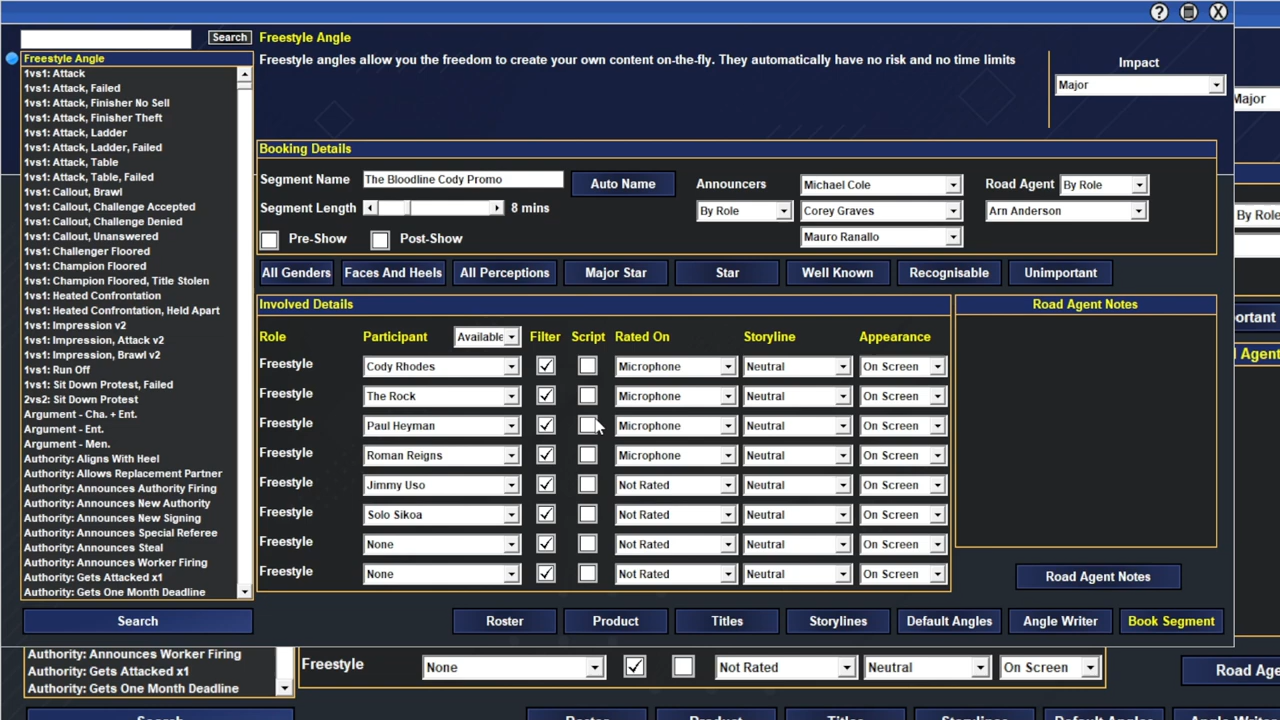 ? X
Search
Freestyle Angle
1vs1: Attack
1vs1: Attack, Failed
1vs1: Attack, Finisher No Sell
1vs1: Attack, Finisher Theft
1vs1: Attack, Ladder
1vs1: Attack, Ladder, Failed
1vs1: Attack, Table
1vs1: Attack, Table, Failed
1vs1: Callout, Brawl
1vs1: Callout, Challenge Accepted
1vs1: Callout, Challenge Denied
1vs1: Callout, Unanswered
1vs1: Challenger Floored
1vs1: Champion Floored
1vs1: Champion Floored, Title Stolen
1vs1: Heated Confrontation
1vs1: Heated Confrontation, Held Apart
1vs1: Impression v2
1vs1: Impression, Attack v2
1vs1: Impression, Brawl v2
1vs1: Run Off
1vs1: Sit Down Protest, Failed
2vs2: Sit Down Protest
Argument - Cha. + Ent.
Argument - Ent.
Argument - Men.
Authority: Aligns With Heel
Authority: Allows Replacement Partner
Authority: Announces Authority Firing
Authority: Announces New Authority
Authority: Announces New Signing
Authority: Announces Special Referee
Authority: Announces Steal
Authority: Announces Worker Firing
Authority: Gets Attacked x1
Authority: Gets One Month Deadline
Search
Freestyle Angle
Freestyle angles allow you the freedom to create your own content on-the-fly. They automatically have no risk and no time limits
Impact
Major
Booking Details
Segment Name The Bloodline Cody Promo Auto Name Announcers Michael Cole Road Agent By Role
Segment Length 8 mins By Role Corey Graves Arn Anderson
Pre-Show Post-Show Mauro Ranallo
All Genders Faces And Heels All Perceptions Major Star Star Well Known Recognisable Unimportant
Involved Details
Role Participant Available Filter Script Rated On Storyline Appearance
Freestyle Cody Rhodes Microphone Neutral On Screen
Freestyle The Rock Microphone Neutral On Screen
Freestyle Paul Heyman Microphone Neutral On Screen
Freestyle Roman Reigns Microphone Neutral On Screen
Freestyle Jimmy Uso Not Rated Neutral On Screen
Freestyle Solo Sikoa Not Rated Neutral On Screen
Freestyle None Not Rated Neutral On Screen
Freestyle None Not Rated Neutral On Screen
Road Agent Notes
Road Agent Notes
Roster Product Titles Storylines Default Angles Angle Writer Book Segment
Major
By Role
ortant
Agent
Authority: Announces Worker Firing
Authority: Gets Attacked x1
Authority: Gets One Month Deadline
Freestyle None Not Rated Neutral On Screen
Road Age